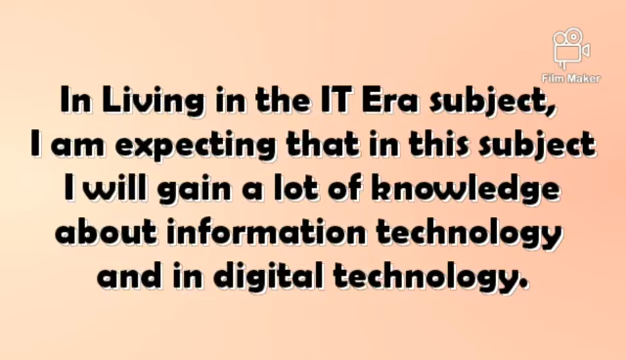 Film Maker
In Living in the IT Era subject,
I am expecting that in this subject
I will gain a lot of knowledge
about information technology
and in digital technology.